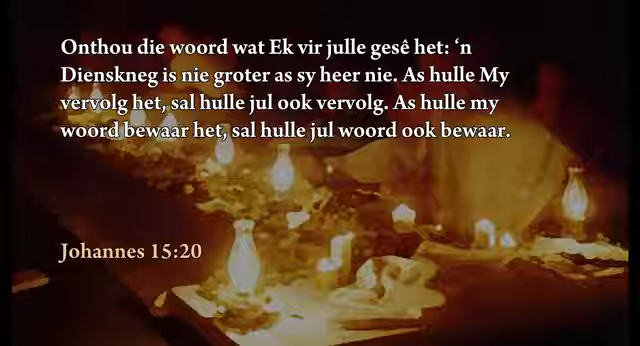 Onthou die woord wat Ek vir julle gesê het: ‘n
Dienskneg is nie groter as sy heer nie. As hulle My
vervolg het, sal hulle jul ook vervolg. As hulle my
woord bewaar het, sal hulle jul woord ook bewaar.
Johannes 15:20